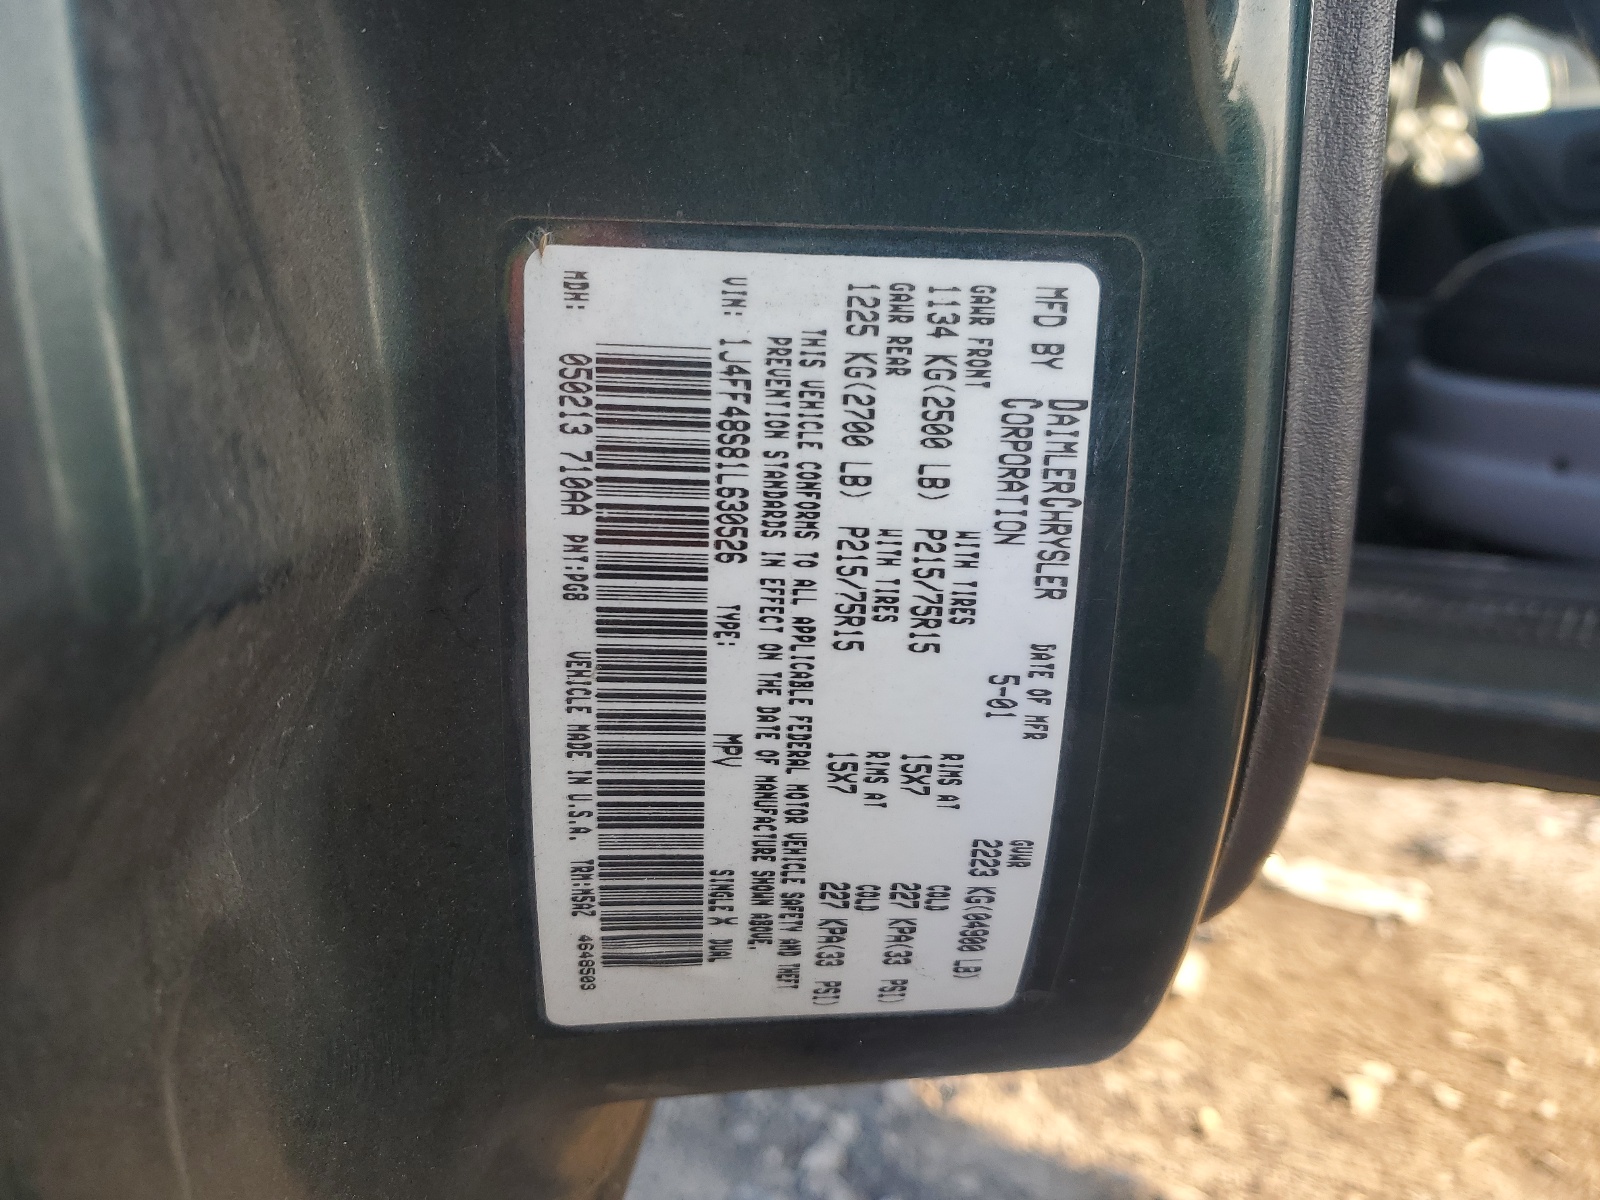 MFD BY DAIMLERCHRYSLER CORPORATION DATE OF MFR 5-01 GVWR 2223 KG(04900 LB)
GAWR FRONT WITH TIRES RIMS AT COLD
1134 KG(2500 LB) P215/75R15 15X7 227 KPA(33 PSI)
GAWR REAR WITH TIRES RIMS AT COLD
1225 KG(2700 LB) P215/75R15 15X7 227 KPA(33 PSI)
THIS VEHICLE CONFORMS TO ALL APPLICABLE FEDERAL MOTOR VEHICLE SAFETY AND THEFT
PREVENTION STANDARDS IN EFFECT ON THE DATE OF MANUFACTURE SHOWN ABOVE.
VIN: 1J4FF48S81L630526 TYPE: MPV SINGLE X DUAL
MDH: 050213 710AA PNT:PG8 VEHICLE MADE IN U.S.A. TRM:M5AZ 4648503